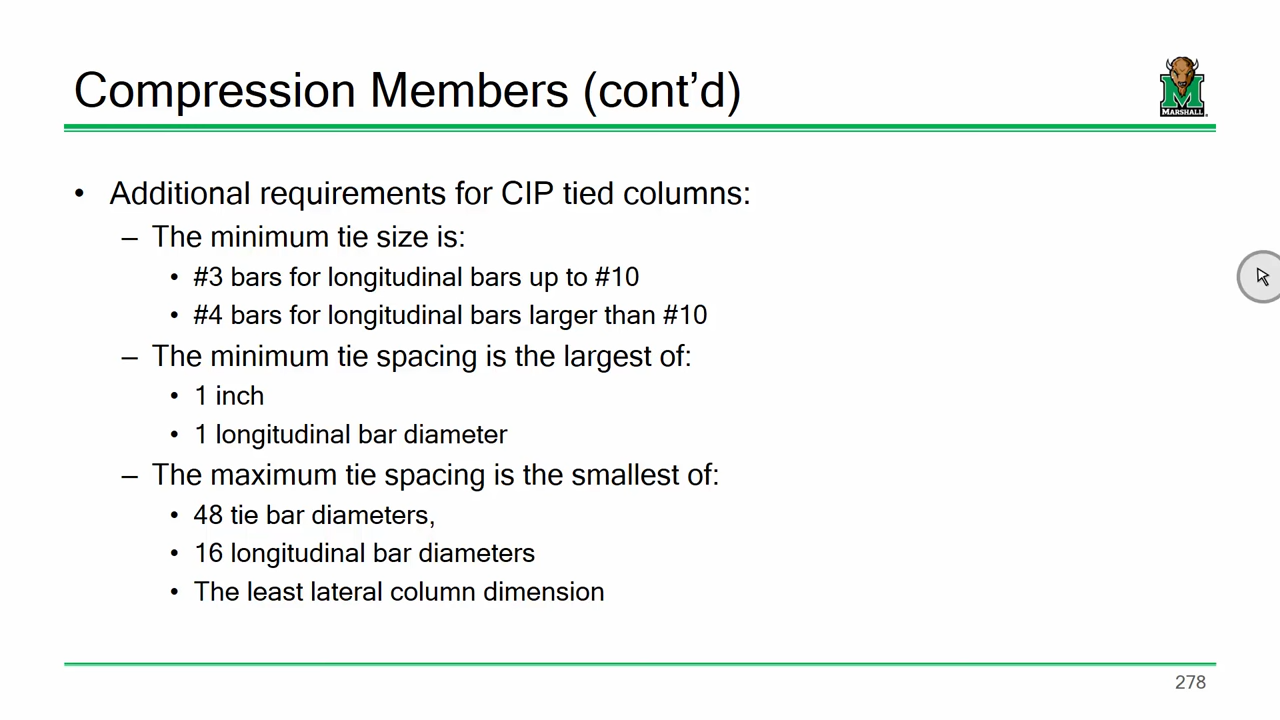 Compression Members (cont’d)
MARSHALL
• Additional requirements for CIP tied columns:
– The minimum tie size is:
• #3 bars for longitudinal bars up to #10
• #4 bars for longitudinal bars larger than #10
– The minimum tie spacing is the largest of:
• 1 inch
• 1 longitudinal bar diameter
– The maximum tie spacing is the smallest of:
• 48 tie bar diameters,
• 16 longitudinal bar diameters
• The least lateral column dimension
278